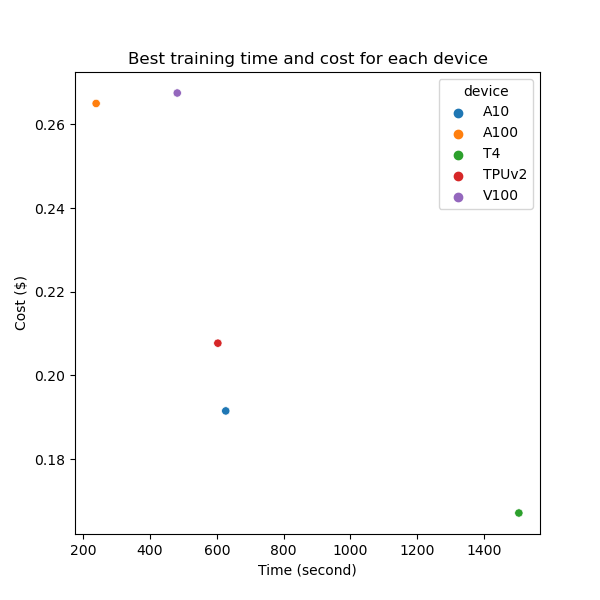 Best training time and cost for each device
device
A10
A100
T4
TPUv2
V100
Cost ($)
0.26
0.24
0.22
0.20
0.18
200 400 600 800 1000 1200 1400
Time (second)